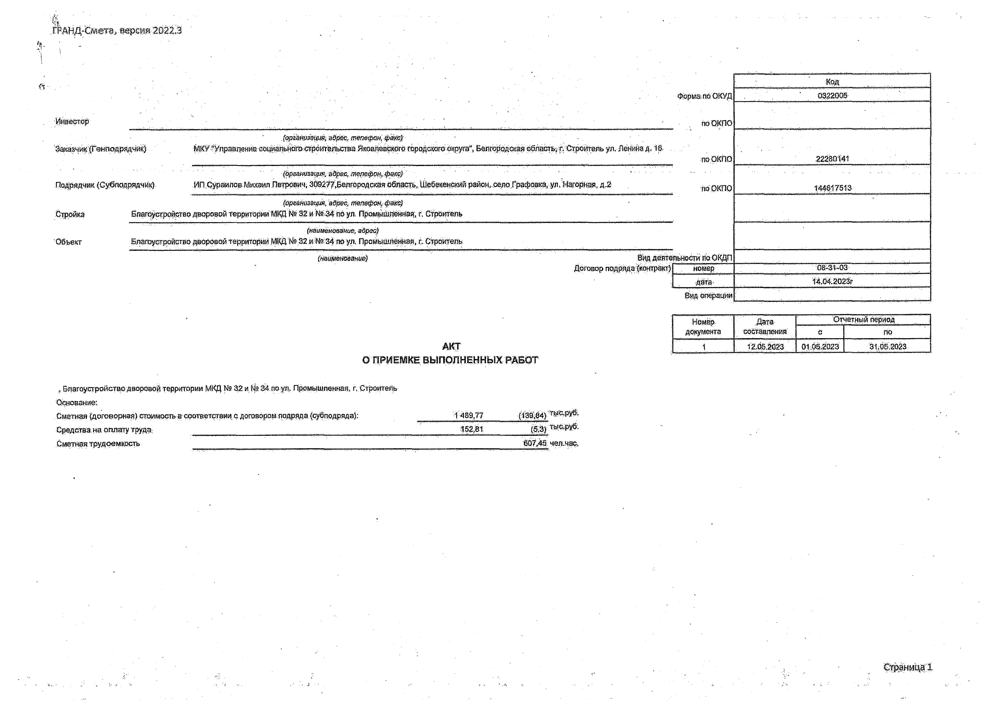 ГРАНД-Смета, версия 2022.3
Код
Форма по ОКУД 0322005
Инвестор по ОКПО
(организация, адрес, телефон, факс)
Заказчик (Генподрядчик) МКУ "Управление социального строительства Яковлевского городского округа", Белгородская область, г. Строитель ул. Ленина д. 16
по ОКПО 22280141
(организация, адрес, телефон, факс)
Подрядчик (Субподрядчик) ИП Сураилов Михаил Петрович, 309277,Белгородская область, Шебекенский район, село Графовка, ул. Нагорная, д.2
по ОКПО 144617513
(организация, адрес, телефон, факс)
Стройка Благоустройство дворовой территории МКД № 32 и № 34 по ул. Промышленная, г. Строитель
(наименование, адрес)
Объект Благоустройство дворовой территории МКД № 32 и № 34 по ул. Промышленная, г. Строитель
(наименование) Вид деятельности по ОКДП
Договор подряда (контракт) номер 08-31-03
дата 14.04.2023г
Вид операции
Номер документа Дата составления Отчетный период
с по
1 12.05.2023 01.05.2023 31.05.2023
АКТ
О ПРИЕМКЕ ВЫПОЛНЕННЫХ РАБОТ
, Благоустройство дворовой территории МКД № 32 и № 34 по ул. Промышленная, г. Строитель
Основание:
Сметная (договорная) стоимость в соответствии с договором подряда (субподряда): 1 489,77 (139,64) тыс.руб.
Средства на оплату труда 152,81 (5,3) тыс.руб.
Сметная трудоемкость 607,45 чел.час.
Страница 1